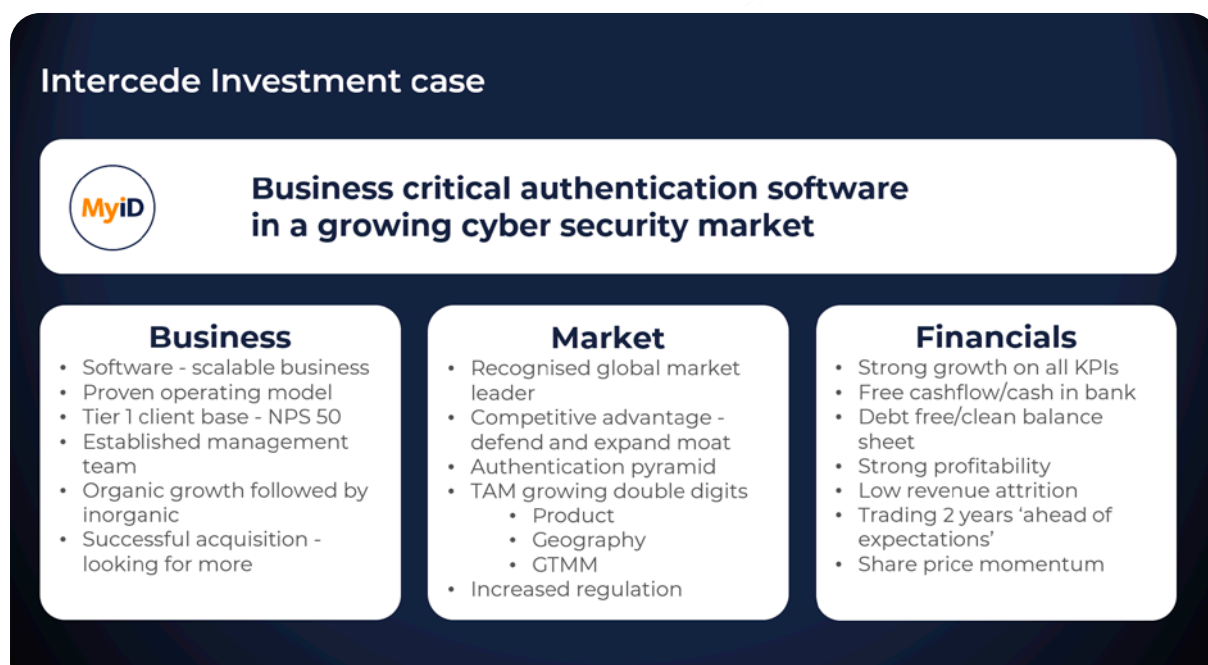 Intercede Investment case
MyiD
Business critical authentication software
in a growing cyber security market
Business
• Software - scalable business
• Proven operating model
• Tier 1 client base - NPS 50
• Established management
team
• Organic growth followed by
inorganic
• Successful acquisition -
looking for more
Market
• Recognised global market
leader
• Competitive advantage -
defend and expand moat
• Authentication pyramid
• TAM growing double digits
• Product
• Geography
• GTMM
• Increased regulation
Financials
• Strong growth on all KPIs
• Free cashflow/cash in bank
• Debt free/clean balance
sheet
• Strong profitability
• Low revenue attrition
• Trading 2 years ‘ahead of
expectations’
• Share price momentum